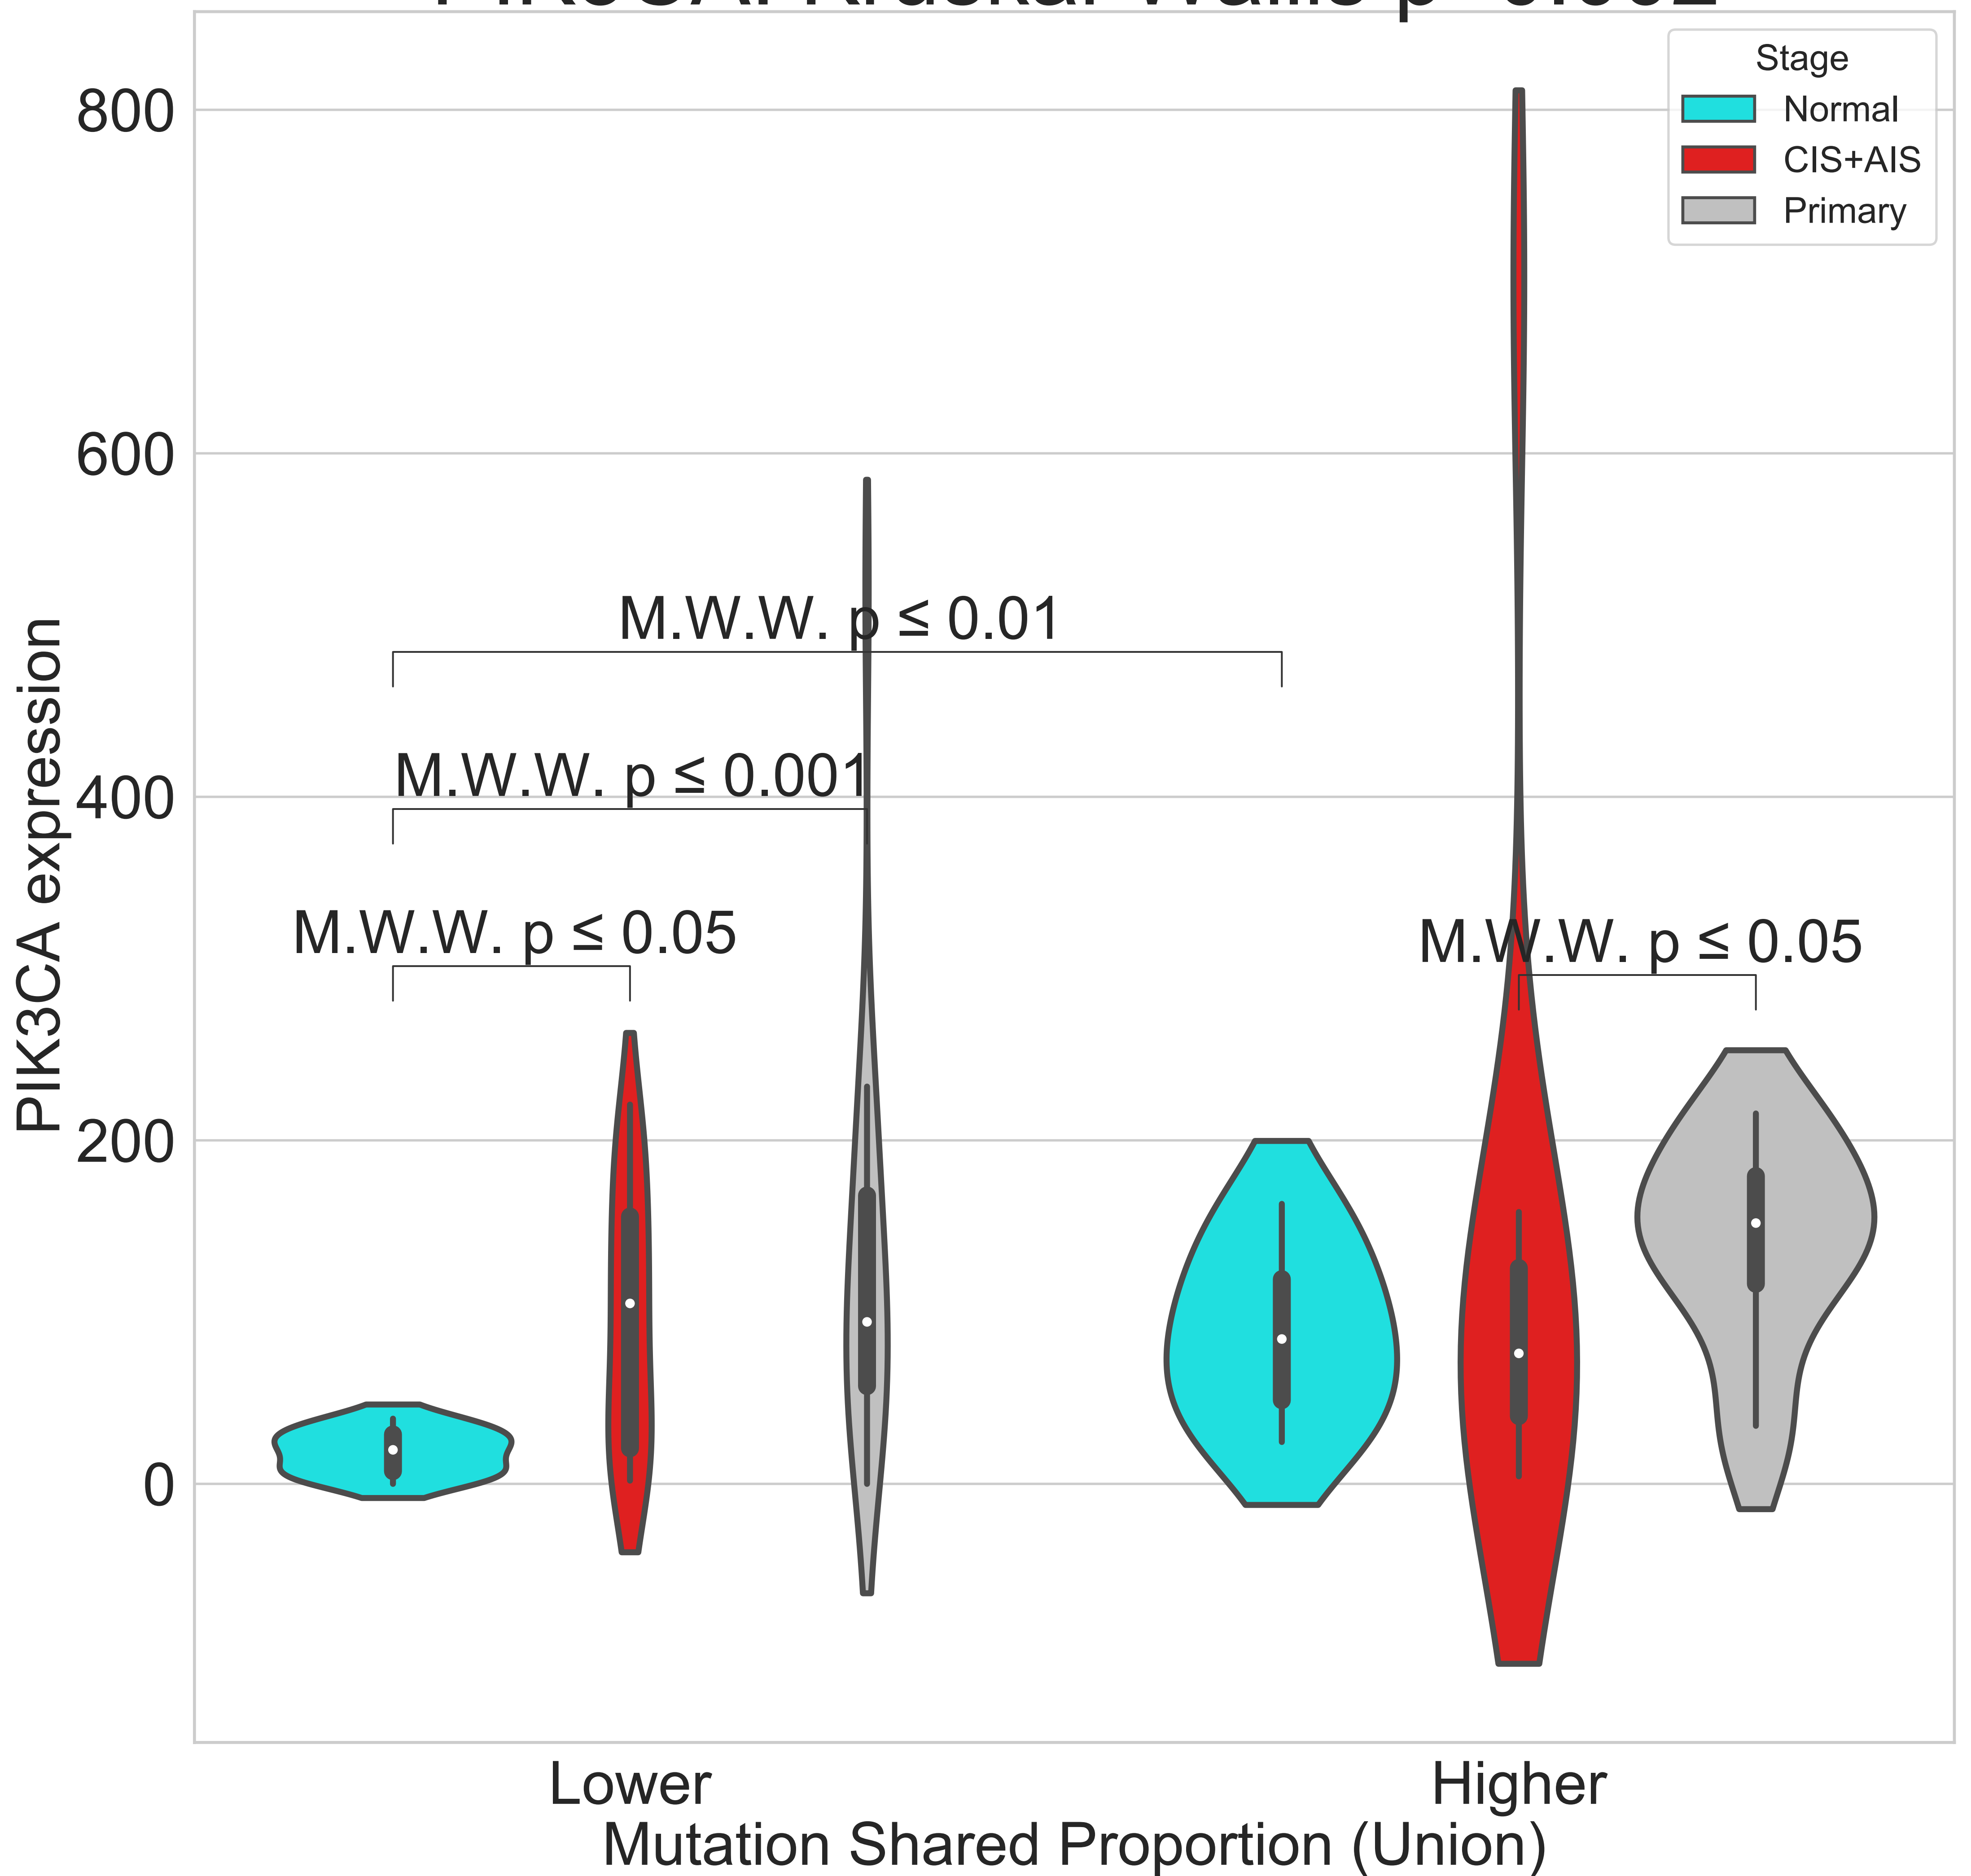 Stage
Normal
CIS+AIS
Primary
800
600
400
200
0
PIK3CA expression
M.W.W. p ≤ 0.01
M.W.W. p ≤ 0.001
M.W.W. p ≤ 0.05
M.W.W. p ≤ 0.05
Lower
Higher
Mutation Shared Proportion (Union)